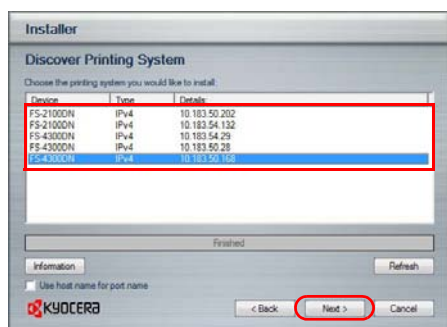 Installer
Discover Printing System
Choose the printing system you would like to install:
Device Type Details
FS-2100DN IPv4 10.183.50.202
FS-2100DN IPv4 10.183.54.132
FS-4300DN IPv4 10.183.54.29
FS-4300DN IPv4 10.183.50.28
FS-4300DN IPv4 10.183.50.168
Finished
Information Refresh
Use host name for port name
KYOCERA < Back Next > Cancel